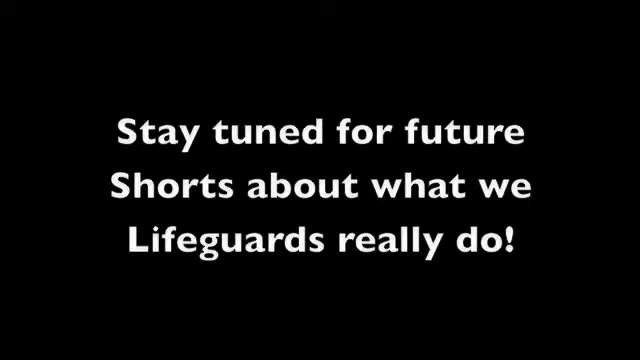 Stay tuned for future
Shorts about what we
Lifeguards really do!